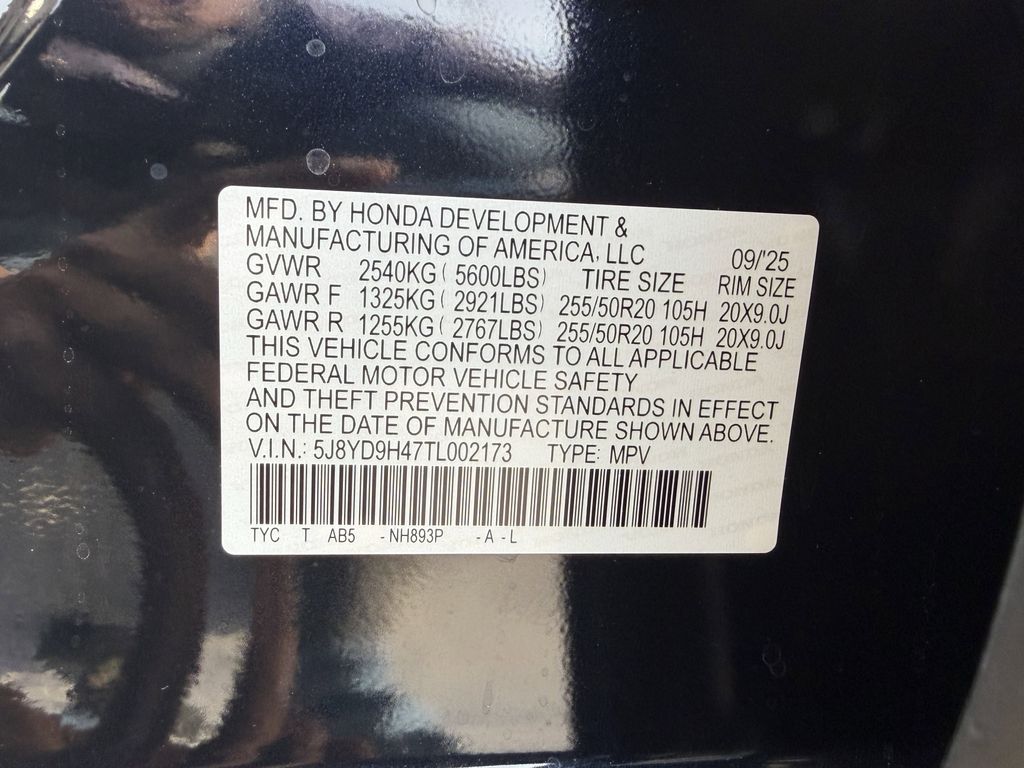 MFD. BY HONDA DEVELOPMENT &
MANUFACTURING OF AMERICA, LLC 09/'25
GVWR 2540KG ( 5600LBS) TIRE SIZE RIM SIZE
GAWR F 1325KG ( 2921LBS) 255/50R20 105H 20X9.0J
GAWR R 1255KG ( 2767LBS) 255/50R20 105H 20X9.0J
THIS VEHICLE CONFORMS TO ALL APPLICABLE
FEDERAL MOTOR VEHICLE SAFETY
AND THEFT PREVENTION STANDARDS IN EFFECT
ON THE DATE OF MANUFACTURE SHOWN ABOVE.
V.I.N.: 5J8YD9H47TL002173 TYPE: MPV
TYC T AB5 -NH893P -A -L